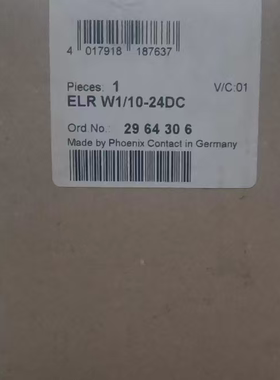 4 017918 187637
Pieces: 1 V/C:01
ELR W1/10-24DC
Ord.No.: 29 64 30 6
Made by Phoenix Contact in Germany